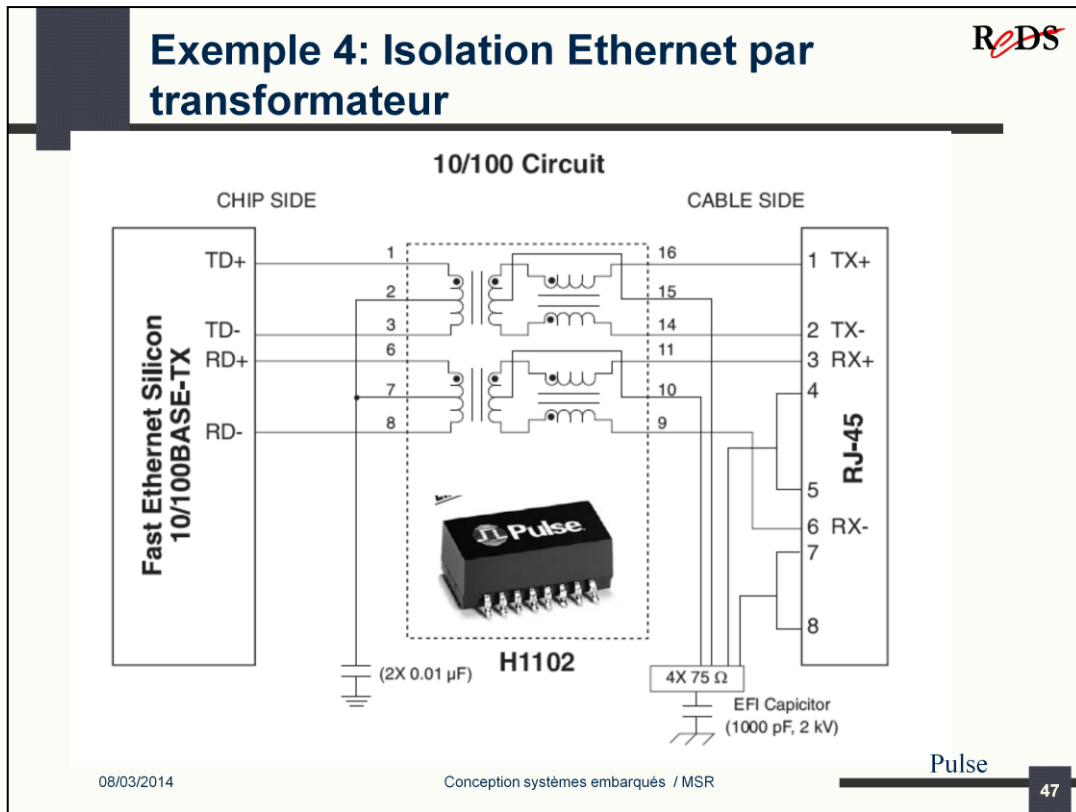 Exemple 4: Isolation Ethernet par
transformateur
ReDS
10/100 Circuit
CHIP SIDE
CABLE SIDE
Fast Ethernet Silicon
10/100BASE-TX
TD+
TD-
RD+
RD-
1
2
3
6
7
8
16
15
14
11
10
9
1 TX+
2 TX-
3 RX+
4
5
6 RX-
7
8
RJ-45
Pulse
H1102
(2X 0.01 µF)
4X 75 Ω
EFI Capicitor
(1000 pF, 2 kV)
Pulse
08/03/2014
Conception systèmes embarqués / MSR
47